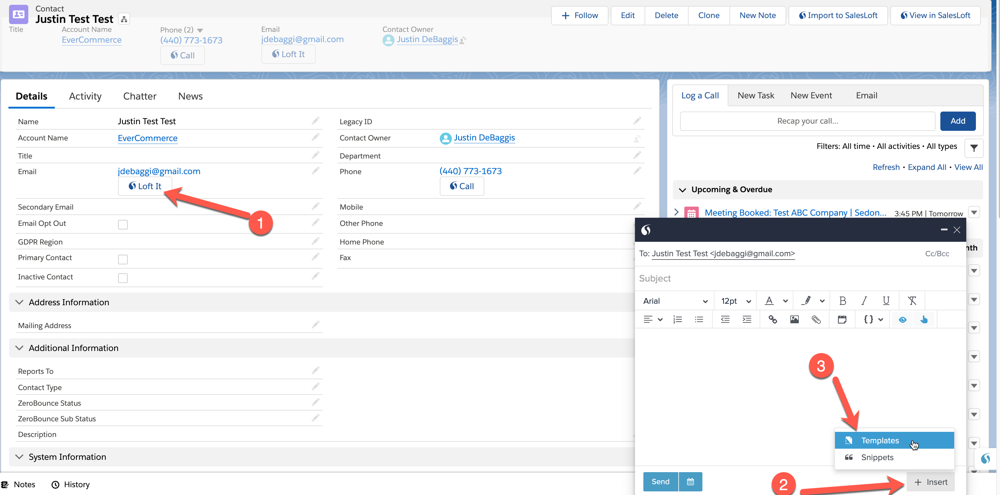 Contact
Justin Test Test
Follow Edit Delete Clone New Note Import to SalesLoft View in SalesLoft
Title Account Name Phone (2) Email Contact Owner
EverCommerce (440) 773-1673 jdebaggi@gmail.com Justin DeBaggis
Call Loft It
Details Activity Chatter News
Name Justin Test Test
Account Name EverCommerce
Title
Email jdebaggi@gmail.com
Loft It
1
Secondary Email
Email Opt Out
GDPR Region
Primary Contact
Inactive Contact
Legacy ID
Contact Owner Justin DeBaggis
Department
Phone (440) 773-1673
Call
Mobile
Other Phone
Home Phone
Fax
Address Information
Mailing Address
Additional Information
Reports To
Contact Type
ZeroBounce Status
ZeroBounce Sub Status
Description
System Information
Notes History
Log a Call New Task New Event Email
Recap your call... Add
Filters: All time • All activities • All types
Refresh • Expand All • View All
Upcoming & Overdue
Meeting Booked: Test ABC Company | Sedon... 3:45 PM | Tomorrow
nth
To: Justin Test Test <jdebaggi@gmail.com> Cc/Bcc
Subject
Arial 12pt A B I U
3
Templates
Snippets
Send 2 + Insert